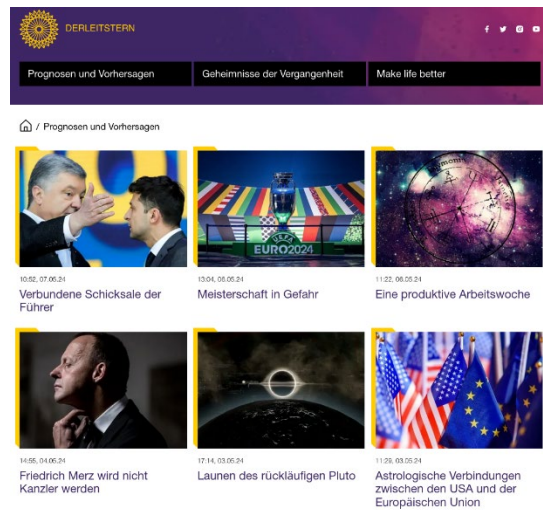 DERLEITSTERN
Prognosen und Vorhersagen
Geheimnisse der Vergangenheit
Make life better
/ Prognosen und Vorhersagen
EURO2024
10:52, 07.05.24
Verbundene Schicksale der
Führer
13:04, 06.05.24
Meisterschaft in Gefahr
11:22, 06.05.24
Eine produktive Arbeitswoche
14:55, 04.05.24
Friedrich Merz wird nicht
Kanzler werden
17:14, 03.05.24
Launen des rückläufigen Pluto
11:29, 03.05.24
Astrologische Verbindungen
zwischen den USA und der
Europäischen Union